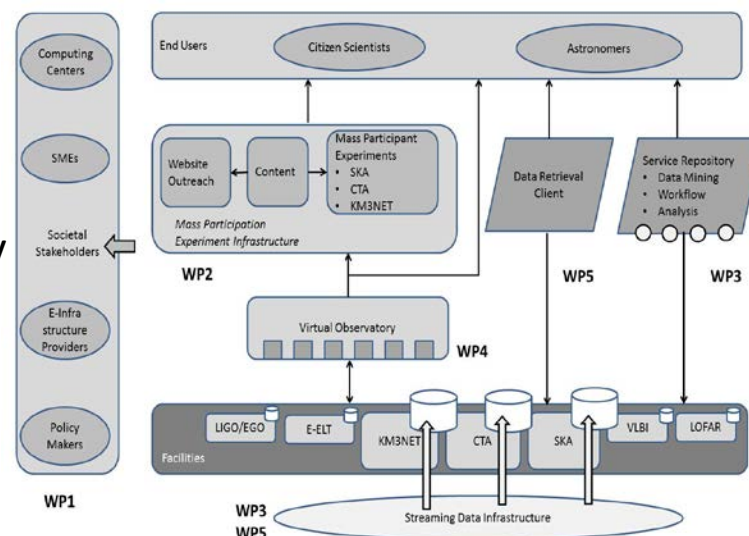 End Users
Citizen Scientists
Astronomers
Computing
Centers
SMEs
Societal
Stakeholders
E-Infra
structure
Providers
Policy
Makers
WP1
Website
Outreach
Content
Mass Participant
Experiments
• SKA
• CTA
• KM3NET
Mass Participation
Experiment Infrastructure
WP2
Data Retrieval
Client
WP5
Service Repository
• Data Mining
• Workflow
• Analysis
WP3
Virtual Observatory
WP4
LIGO/EGO
E-ELT
KM3NET
CTA
SKA
VLBI
LOFAR
Facilities
WP3
WP5
Streaming Data Infrastructure